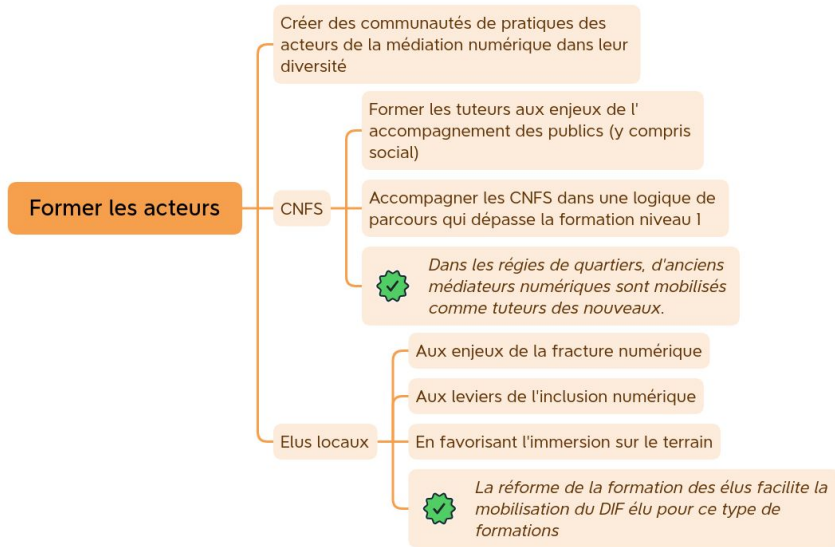 Créer des communautés de pratiques des
acteurs de la médiation numérique dans leur
diversité
Former les tuteurs aux enjeux de l'
accompagnement des publics (y compris
social)
Former les acteurs
CNFS
Accompagner les CNFS dans une logique de
parcours qui dépasse la formation niveau 1
Dans les régies de quartiers, d'anciens
médiateurs numériques sont mobilisés
comme tuteurs des nouveaux.
Aux enjeux de la fracture numérique
Aux leviers de l'inclusion numérique
Elus locaux
En favorisant l'immersion sur le terrain
La réforme de la formation des élus facilite la
mobilisation du DIF élu pour ce type de
formations